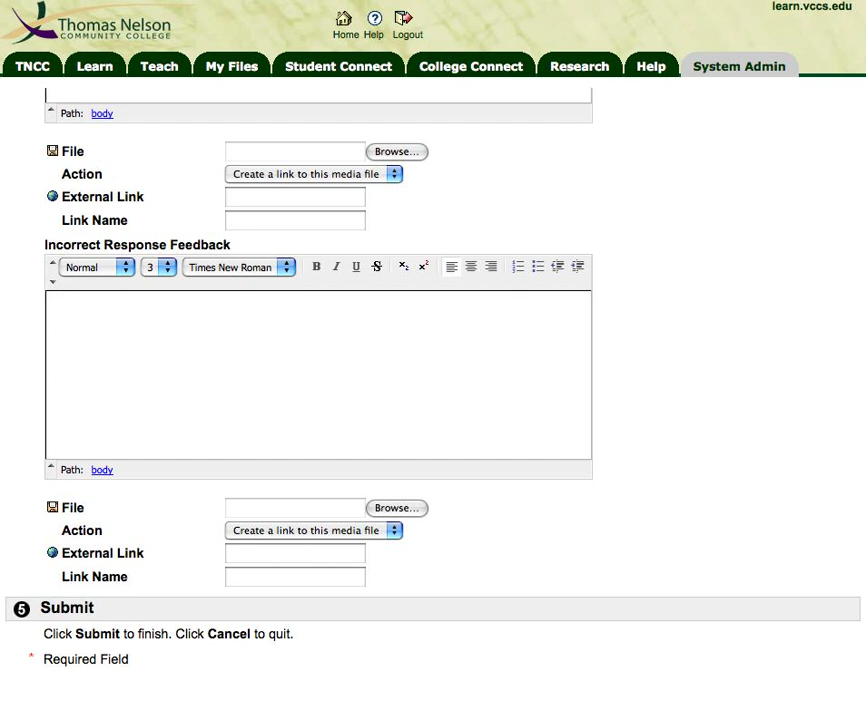 learn.vccs.edu
Thomas Nelson
COMMUNITY COLLEGE
Home Help Logout
TNCC Learn Teach My Files Student Connect College Connect Research Help System Admin
Path: body
File Browse...
Action Create a link to this media file
External Link
Link Name
Incorrect Response Feedback
Normal 3 Times New Roman B I U S x₂ x²
Path: body
File Browse...
Action Create a link to this media file
External Link
Link Name
5 Submit
Click Submit to finish. Click Cancel to quit.
* Required Field